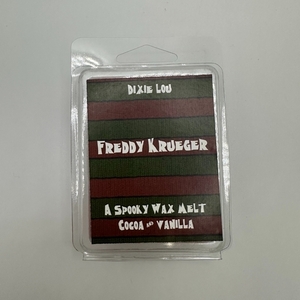 Dixie Lou
Freddy Krueger
A Spooky Wax Melt
Cocoa and Vanilla